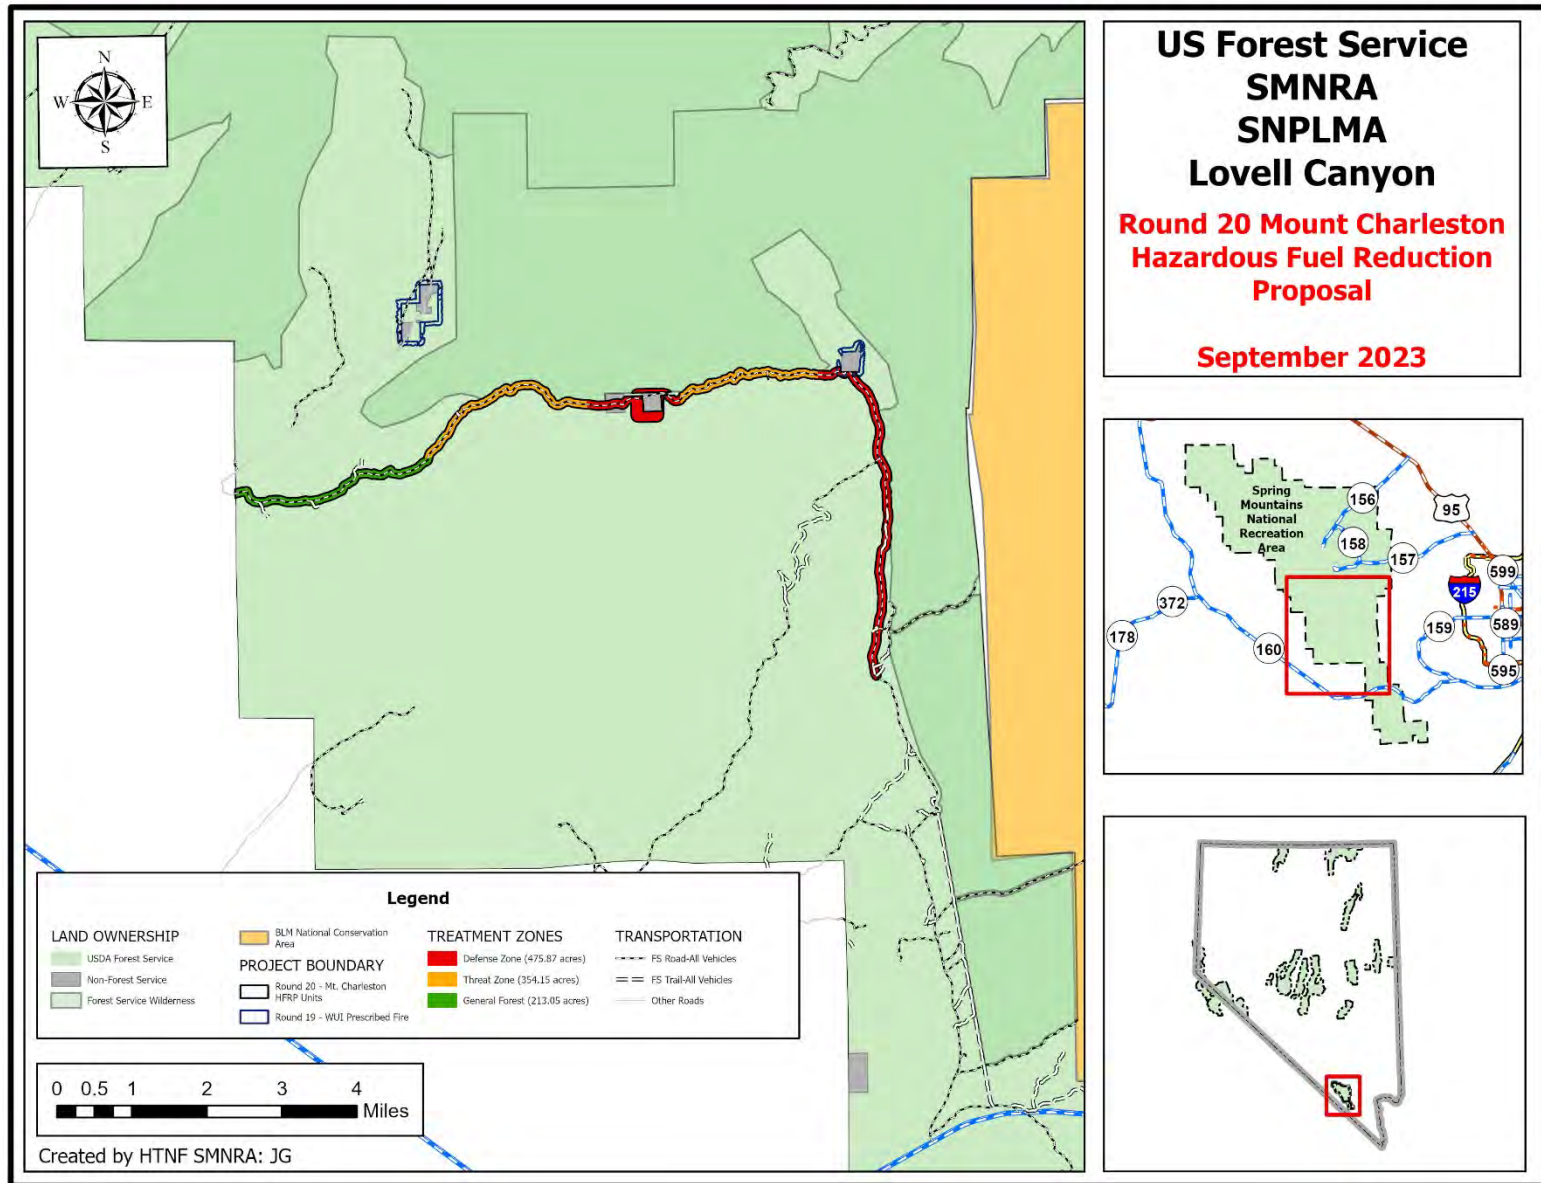 N
W
E
S
US Forest Service
SMNRA
SNPLMA
Lovell Canyon
Round 20 Mount Charleston
Hazardous Fuel Reduction
Proposal
September 2023
Spring
Mountains
National
Recreation
Area
156
95
158
157
599
215
372
159
589
178
160
595
Legend
LAND OWNERSHIP
USDA Forest Service
Non-Forest Service
Forest Service Wilderness
BLM National Conservation
Area
PROJECT BOUNDARY
Round 20 - Mt. Charleston
HFRP Units
Round 19 - WUI Prescribed Fire
TREATMENT ZONES
Defense Zone (475.87 acres)
Threat Zone (354.15 acres)
General Forest (213.05 acres)
TRANSPORTATION
FS Road-All Vehicles
FS Trail-All Vehicles
Other Roads
0 0.5 1 2 3 4
Miles
Created by HTNF SMNRA: JG